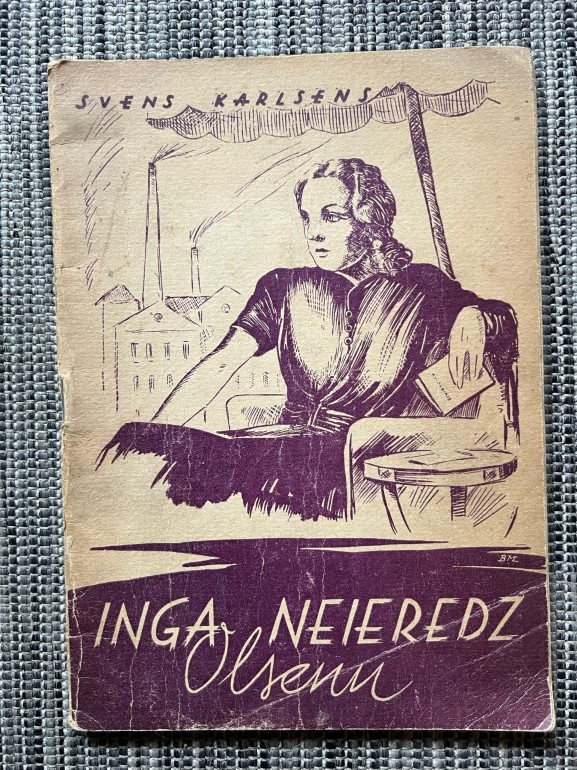 SVENS KARLSENS
BM
INGA NEIEREDZ
Olsenu